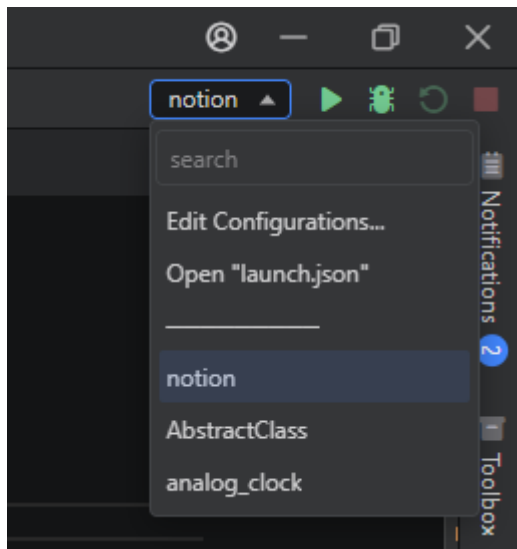 notion
search
Edit Configurations...
Open "launch.json"
notion
AbstractClass
analog_clock
Notifications
2
Toolbox